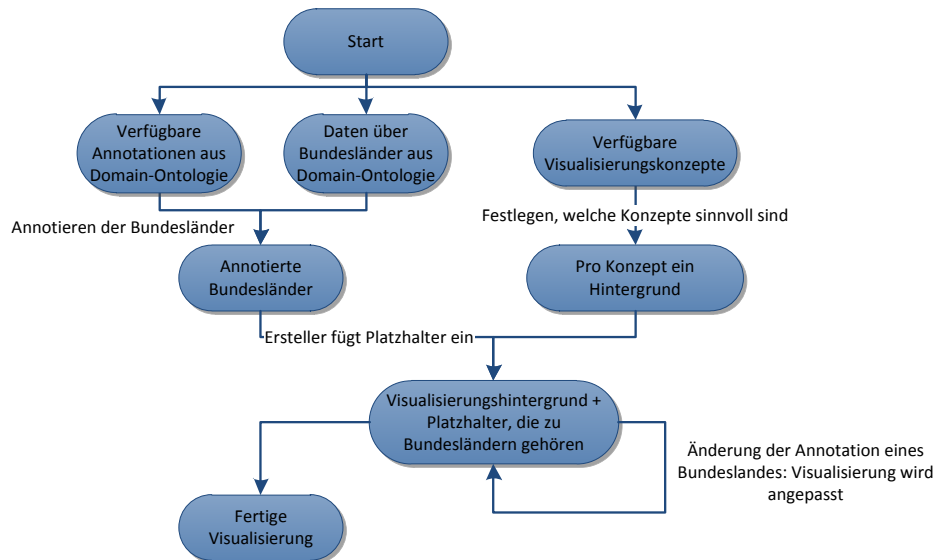 Start
Verfügbare
Annotationen aus
Domain-Ontologie
Daten über
Bundesländer aus
Domain-Ontologie
Verfügbare
Visualisierungskonzepte
Annotieren der Bundesländer
Festlegen, welche Konzepte sinnvoll sind
Annotierte
Bundesländer
Pro Konzept ein
Hintergrund
Ersteller fügt Platzhalter ein
Visualisierungshintergrund +
Platzhalter, die zu
Bundesländern gehören
Änderung der Annotation eines
Bundeslandes: Visualisierung wird
angepasst
Fertige
Visualisierung